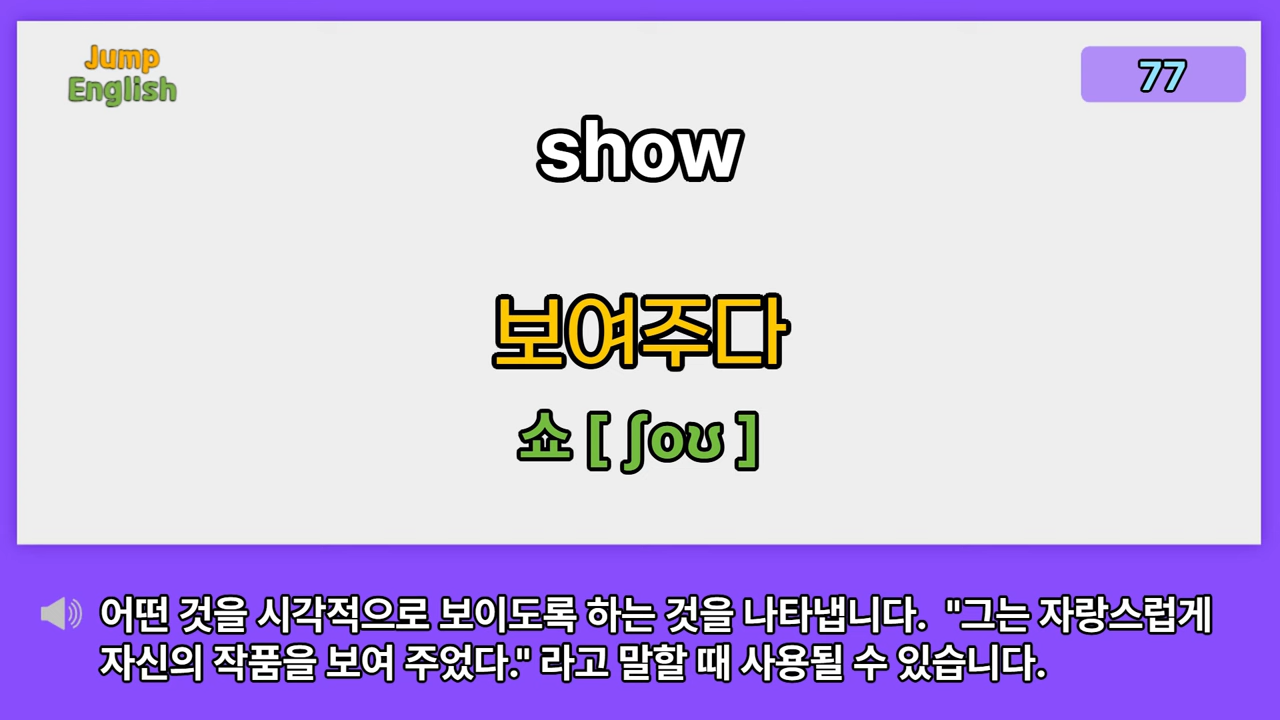 Jump
English
77
show
보여주다
쇼 [ ʃoʊ ]
어떤 것을 시각적으로 보이도록 하는 것을 나타냅니다. "그는 자랑스럽게
자신의 작품을 보여 주었다." 라고 말할 때 사용될 수 있습니다.